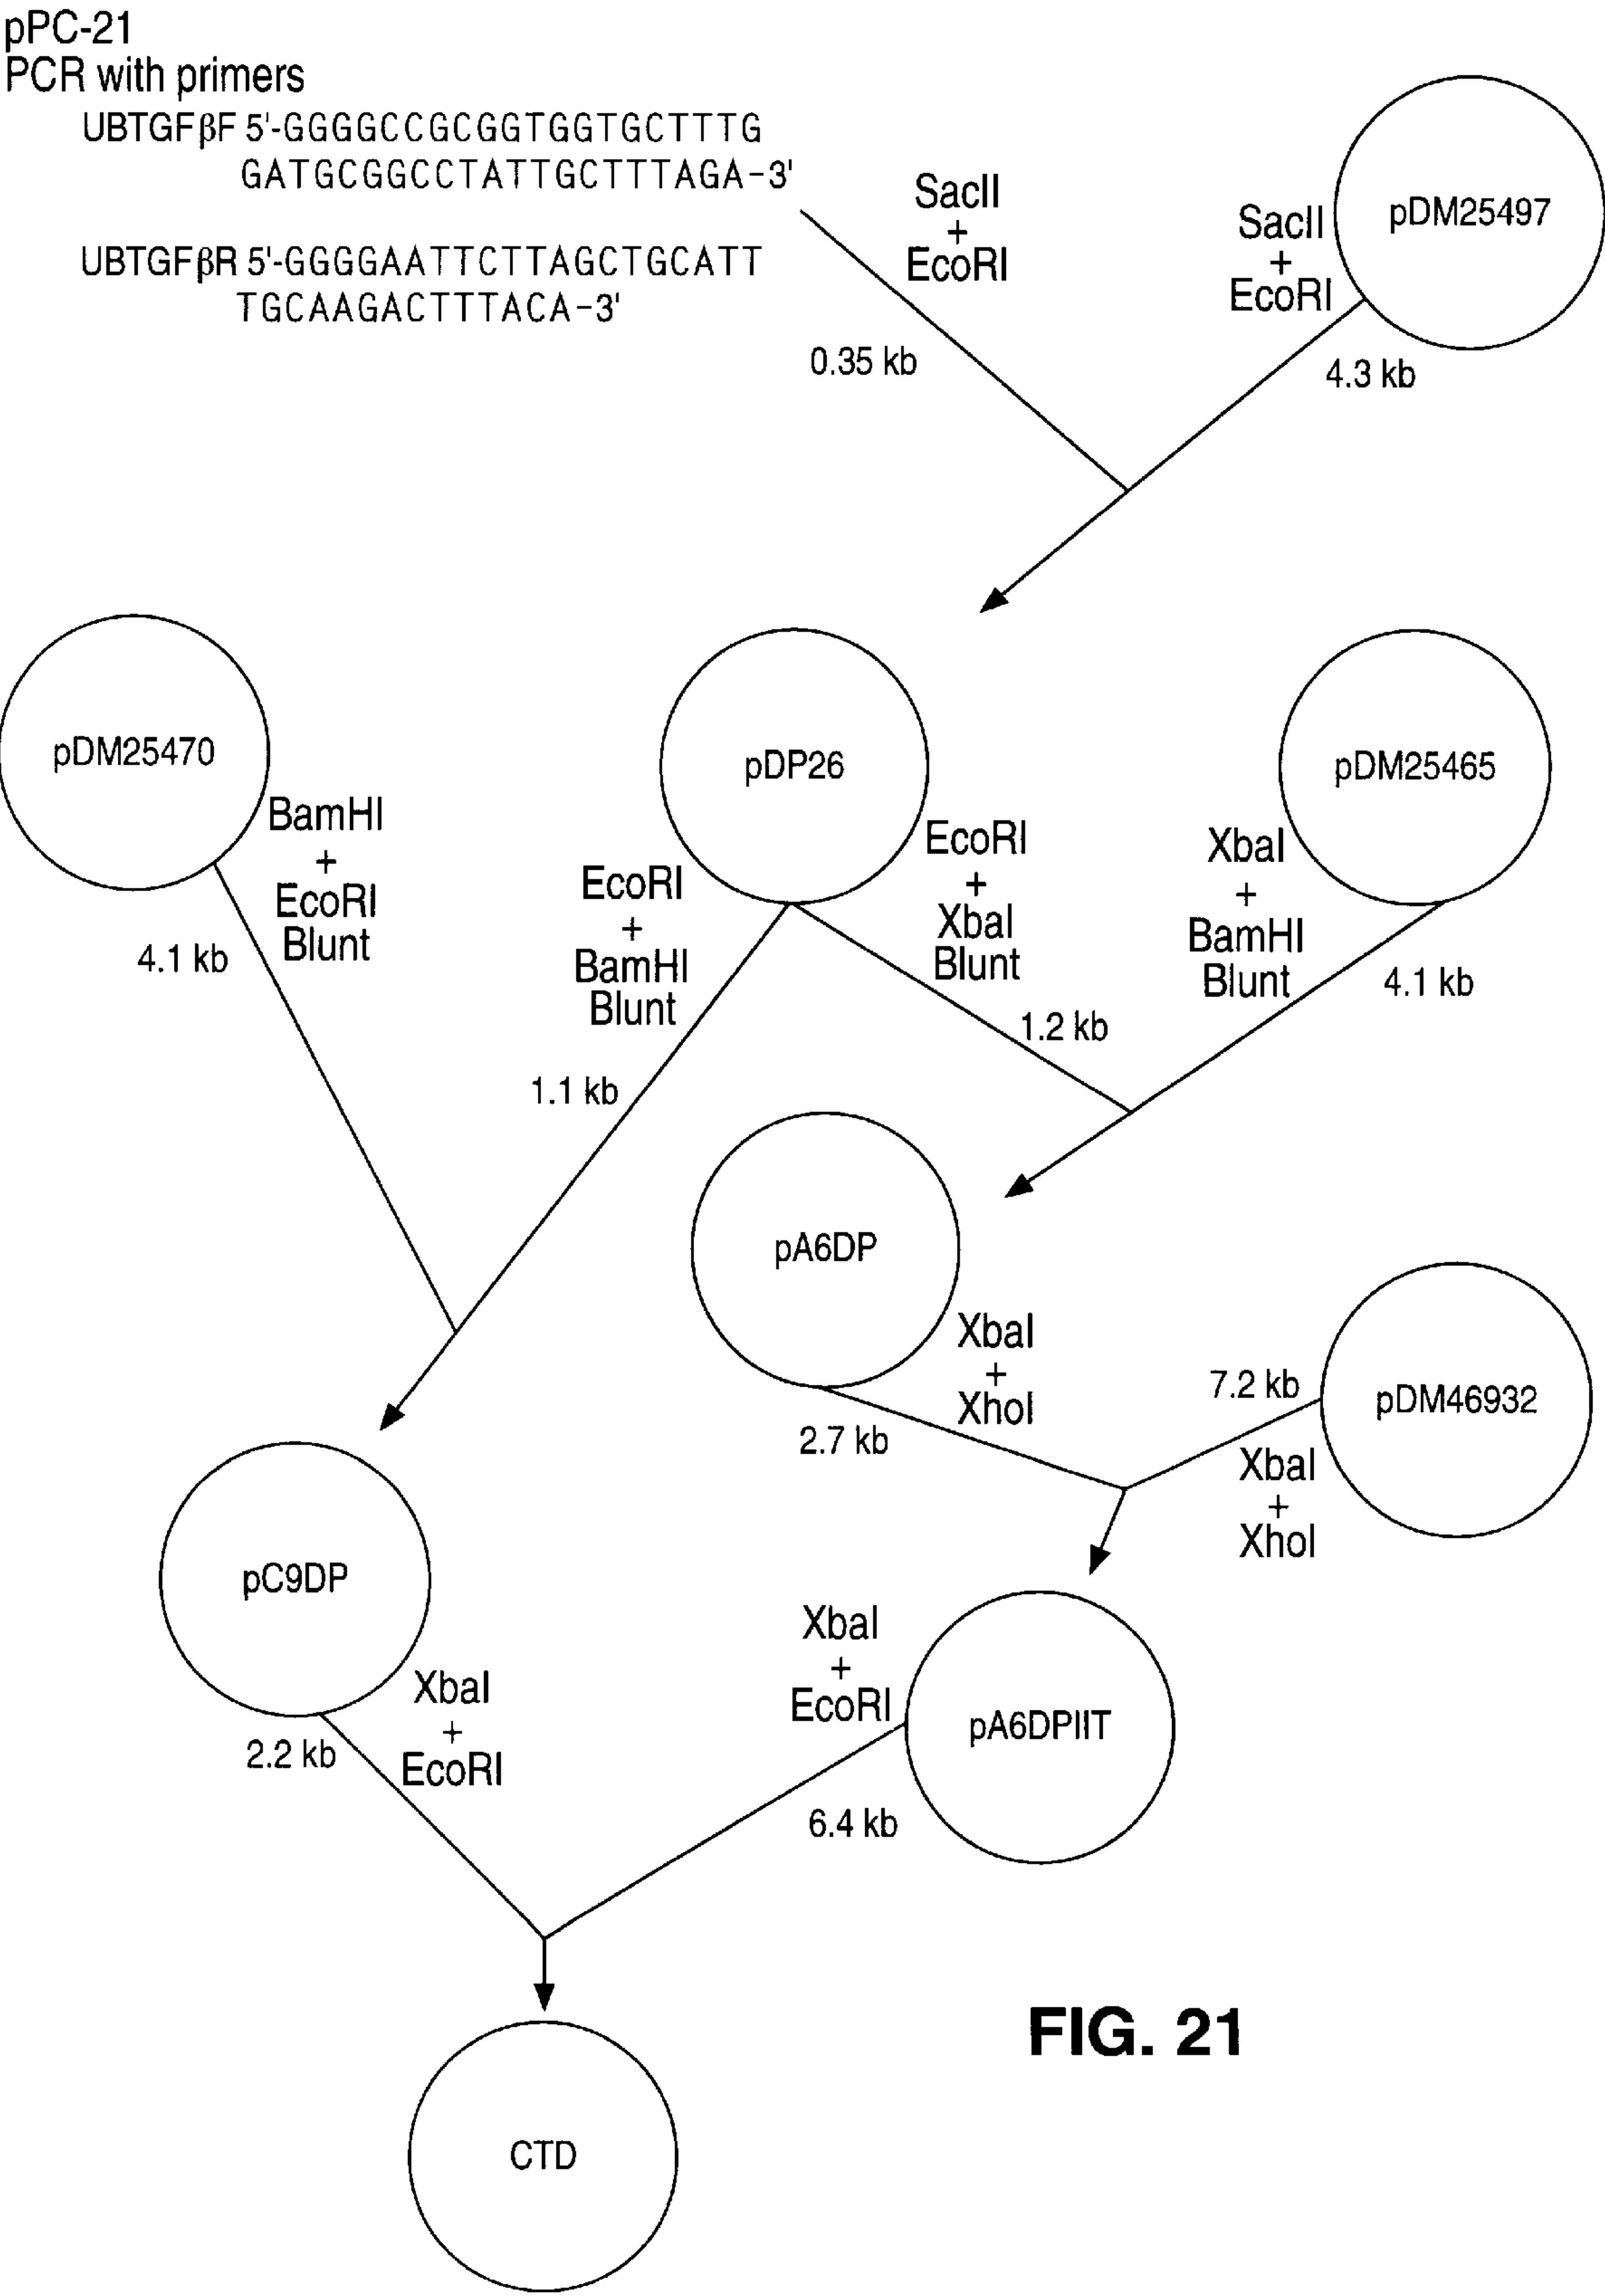 pPC-21
PCR with primers
UBTGFβF 5'-GGGGCCGCGGTGGTGCTTTG
GATGCGGCCTATTGCTTTAGA-3'
UBTGFβR 5'-GGGGAATTCTTAGCTGCATT
TGCAAGACTTTACA-3'
SacII
+
EcoRI
0.35 kb
SacII
+
EcoRI
pDM25497
4.3 kb
pDM25470
BamHI
+
EcoRI
Blunt
4.1 kb
pDP26
EcoRI
+
BamHI
Blunt
1.1 kb
EcoRI
+
XbaI
Blunt
1.2 kb
pDM25465
XbaI
+
BamHI
Blunt
4.1 kb
pA6DP
XbaI
+
XhoI
2.7 kb
7.2 kb
pDM46932
XbaI
+
XhoI
pC9DP
XbaI
+
EcoRI
2.2 kb
XbaI
+
EcoRI
pA6DPIIT
6.4 kb
CTD
FIG. 21